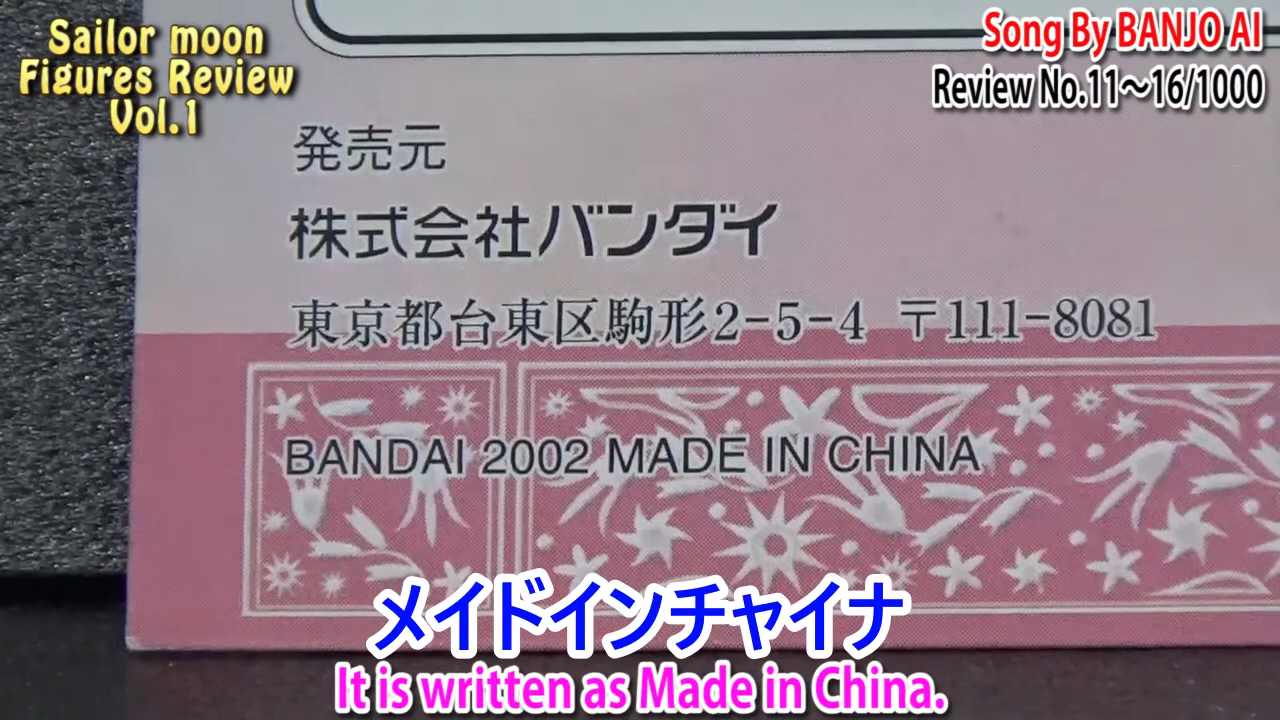 Sailor moon
Figures Review
Vol.1
Song By BANJO AI
Review No.11～16/1000
発売元
株式会社バンダイ
東京都台東区駒形2-5-4 〒111-8081
BANDAI 2002 MADE IN CHINA
メイドインチャイナ
It is written as Made in China.